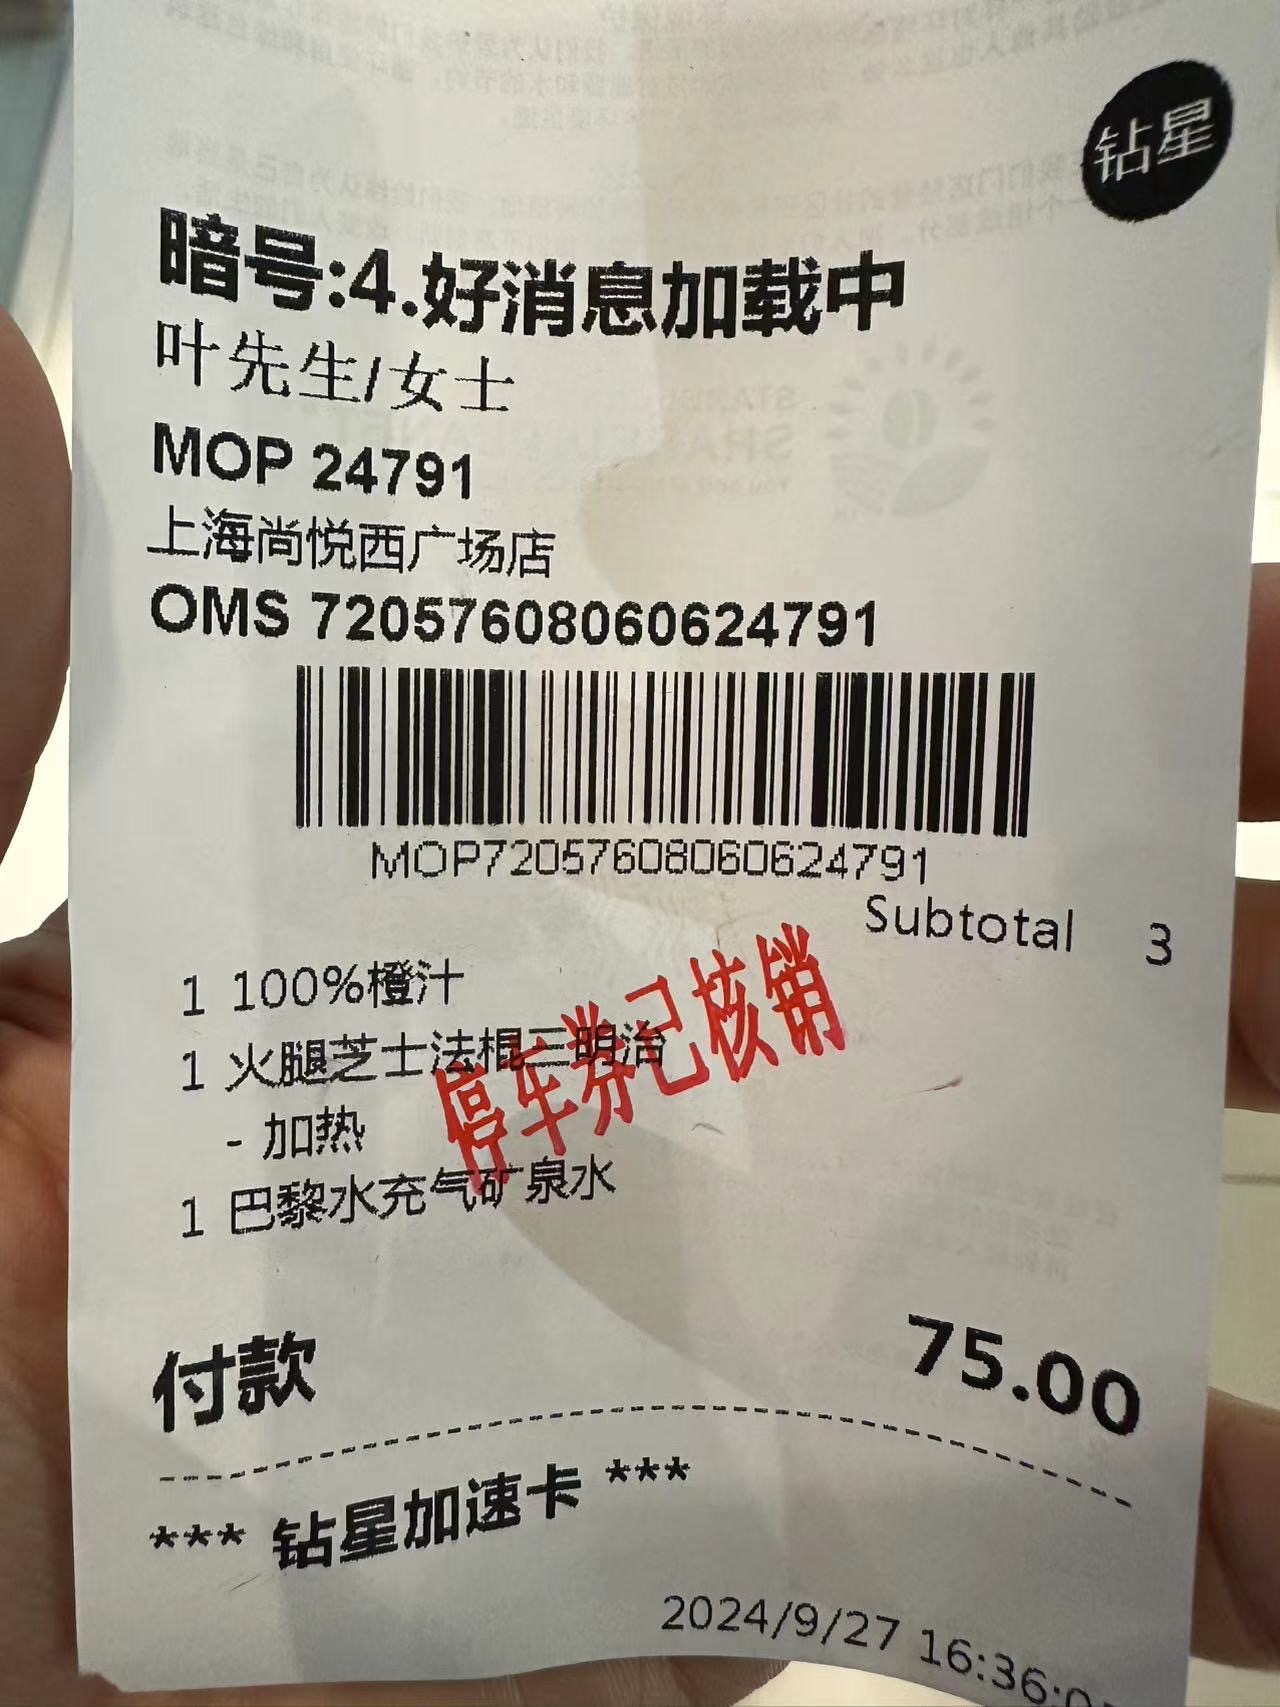 钻星
暗号:4.好消息加载中
叶先生/女士
MOP 24791
上海尚悦西广场店
OMS 72057608060624791
MOP72057608060624791
Subtotal 3
1 100%橙汁
1 火腿芝士法棍三明治
- 加热
1 巴黎水充气矿泉水
停车券已核销
付款 75.00
*** 钻星加速卡 ***
2024/9/27 16:36:0